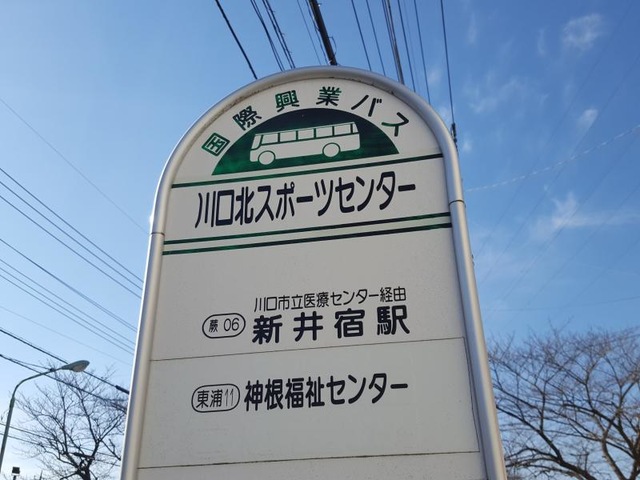 国際興業バス
川口北スポーツセンター
川口市立医療センター経由
蕨06 新井宿駅
東浦11 神根福祉センター